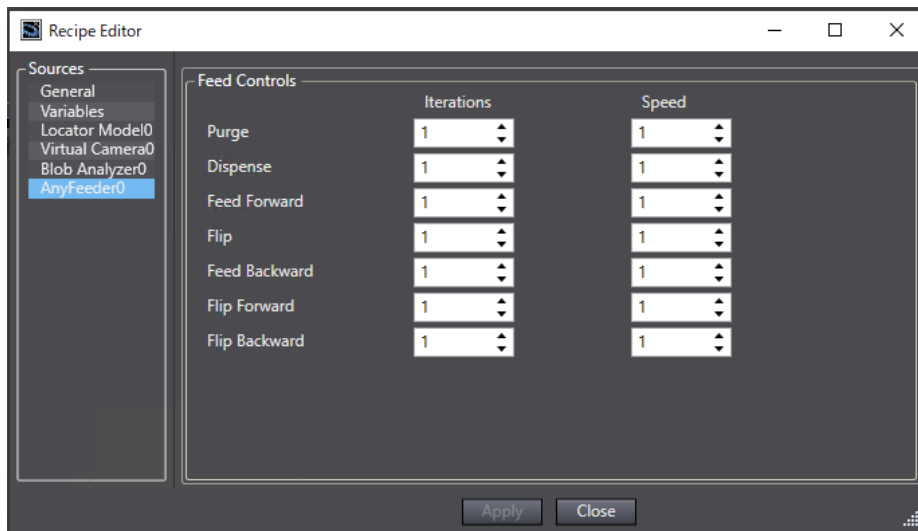 Recipe Editor
Sources
General
Variables
Locator Model0
Virtual Camera0
Blob Analyzer0
AnyFeeder0
Feed Controls
Iterations Speed
Purge 1 1
Dispense 1 1
Feed Forward 1 1
Flip 1 1
Feed Backward 1 1
Flip Forward 1 1
Flip Backward 1 1
Apply Close